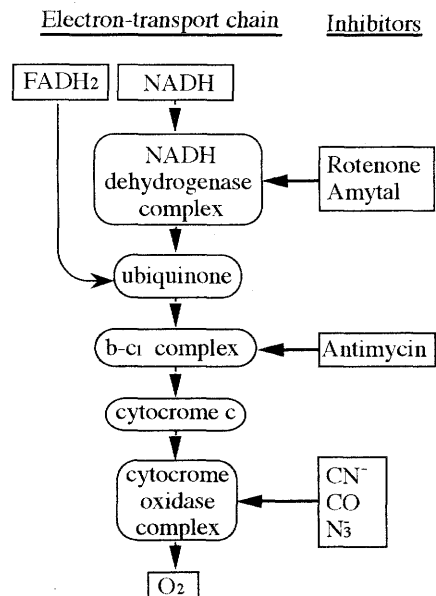 Electron-transport chain
Inhibitors
FADH2
NADH
NADH
dehydrogenase
complex
Rotenone
Amytal
ubiquinone
b-c1 complex
Antimycin
cytocrome c
cytocrome
oxidase
complex
CN⁻
CO
N₃⁻
O2